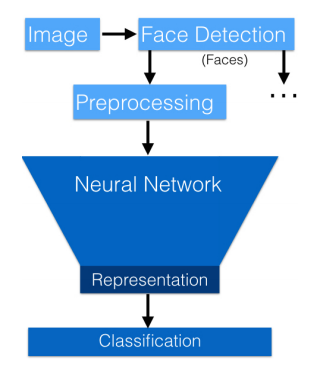 Image
Face Detection
(Faces)
Preprocessing
...
Neural Network
Representation
Classification